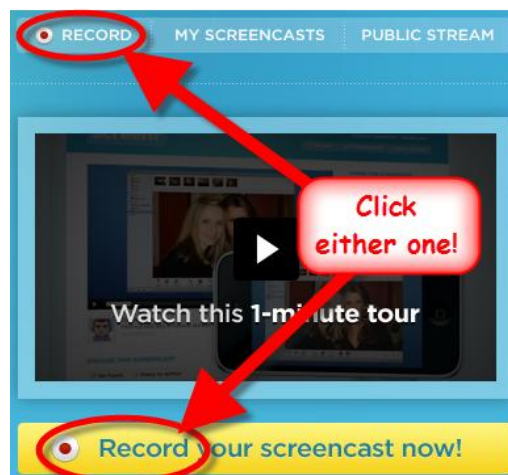 RECORD MY SCREENCASTS PUBLIC STREAM
Click
either one!
Watch this 1-minute tour
Record your screencast now!